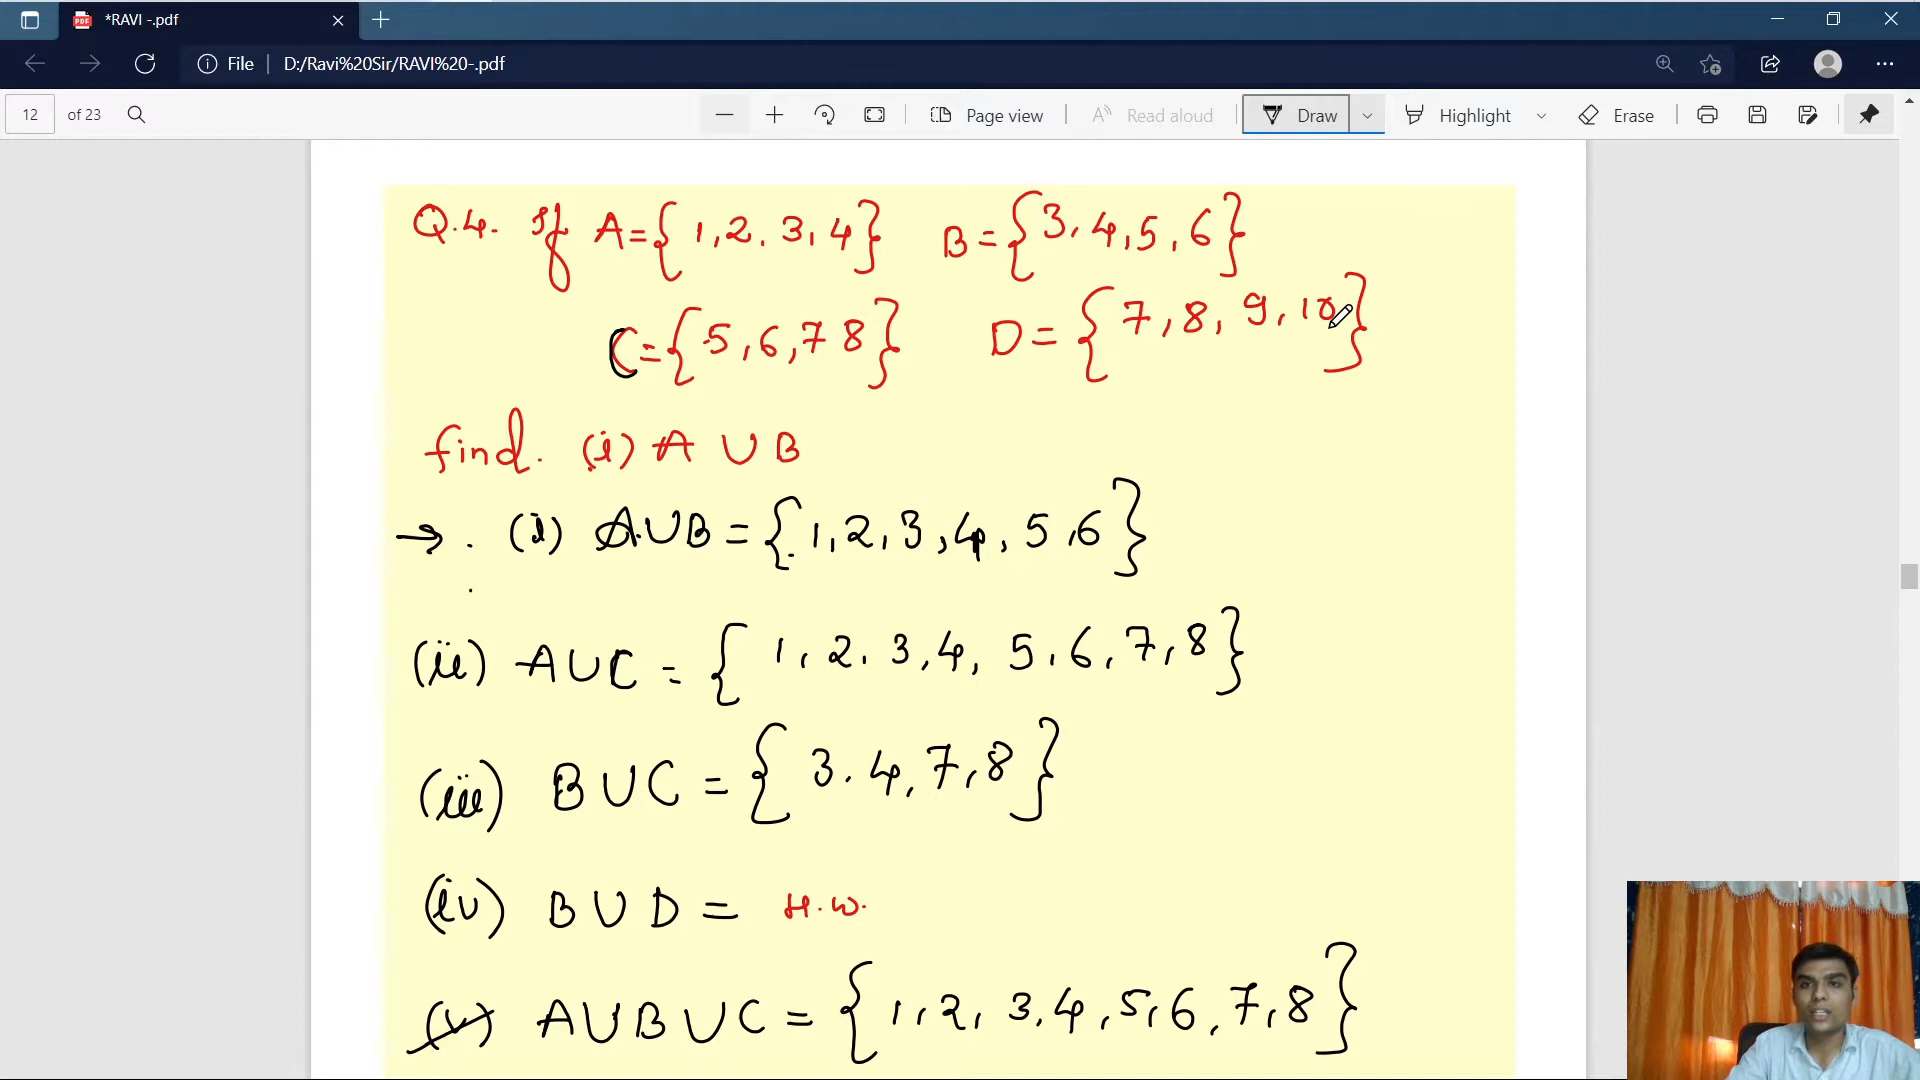 *RAVI -.pdf
File | D:/Ravi%20Sir/RAVI%20-.pdf
12 of 23 Page view Read aloud Draw Highlight Erase
Q.4. If A={1,2,3,4} B={3,4,5,6}
C={5,6,7 8} D={7,8,9,10}
find. (i) A ∪ B
→ . (i) A∪B={1,2,3,4,5,6}
(ii) A∪C = {1,2,3,4,5,6,7,8}
(iii) B∪C = {3.4,7,8}
(iv) B∪D = H.W.
(v) A∪B∪C = {1,2,3,4,5,6,7,8}